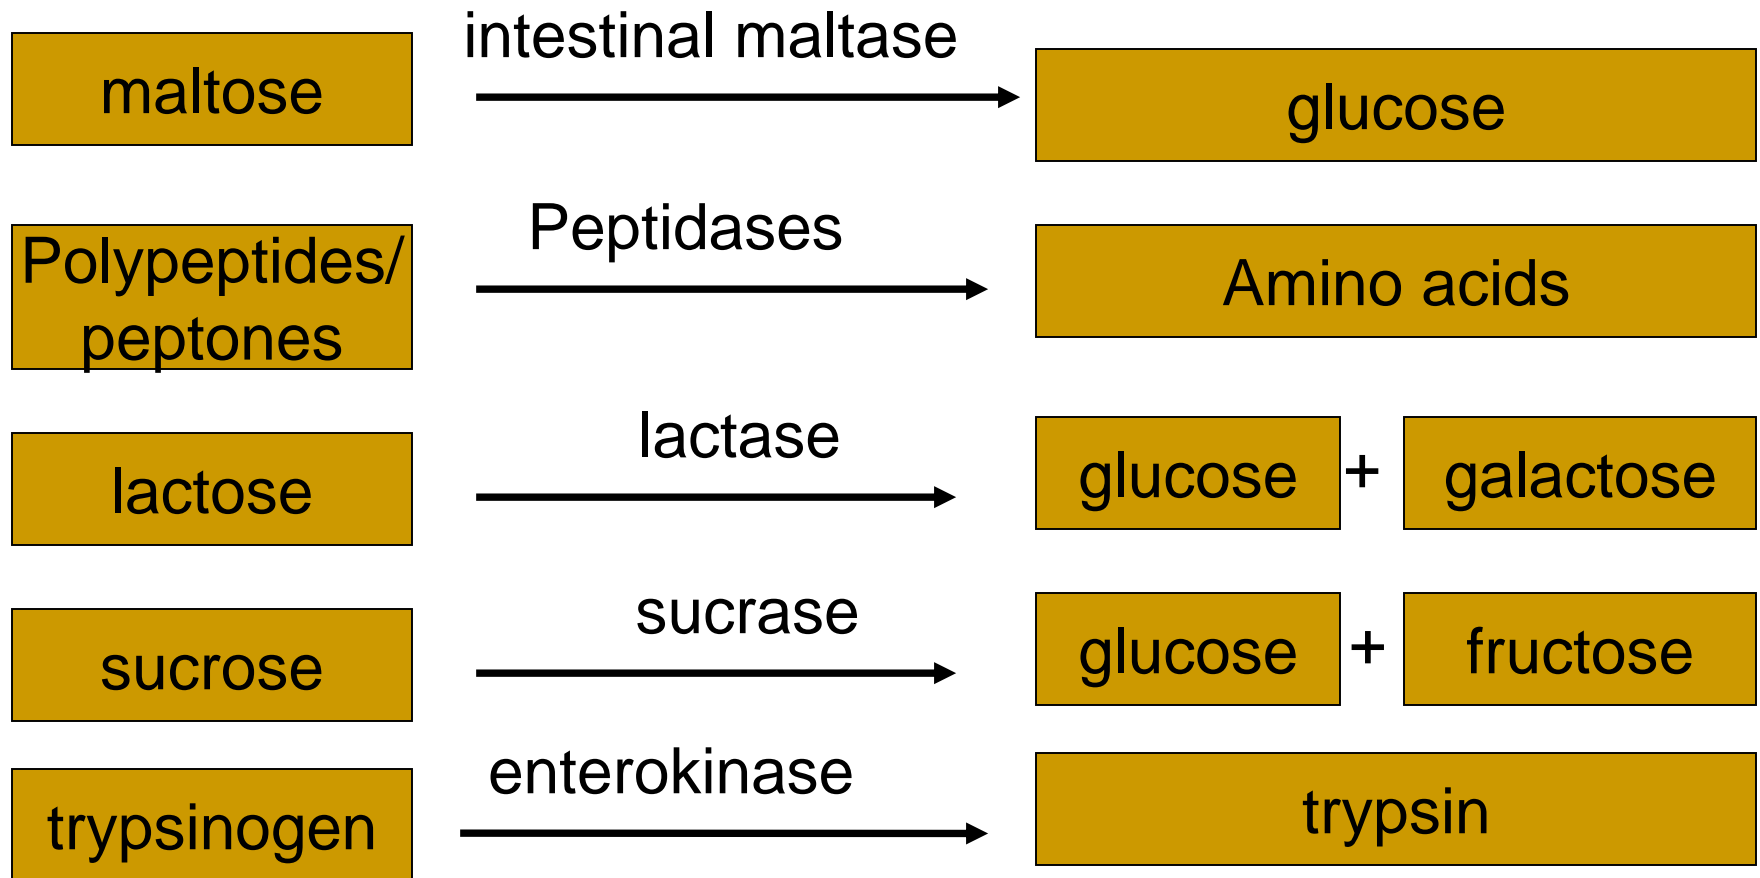 intestinal maltase
maltose
glucose
Peptidases
Polypeptides/
peptones
Amino acids
lactase
lactose
glucose + galactose
sucrase
sucrose
glucose + fructose
enterokinase
trypsinogen
trypsin